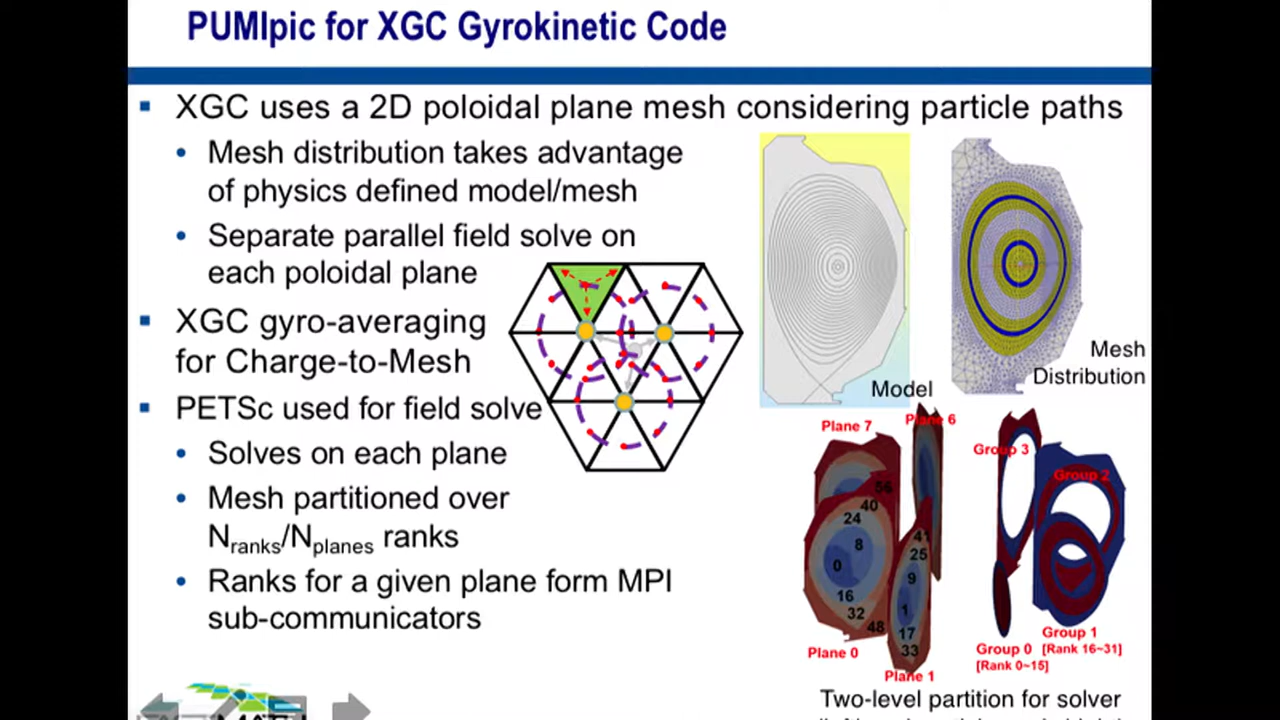 PUMIpic for XGC Gyrokinetic Code
▪ XGC uses a 2D poloidal plane mesh considering particle paths
• Mesh distribution takes advantage
of physics defined model/mesh
• Separate parallel field solve on
each poloidal plane
▪ XGC gyro-averaging
for Charge-to-Mesh
▪ PETSc used for field solve
• Solves on each plane
• Mesh partitioned over
Nranks/Nplanes ranks
• Ranks for a given plane form MPI
sub-communicators
Model
Mesh
Distribution
Plane 7
Plane 6
56
40
24
8
0
16
32
48
41
25
9
1
17
33
Plane 0
Plane 1
Group 3
Group 2
Group 1
[Rank 16~31]
Group 0
[Rank 0~15]
Two-level partition for solver